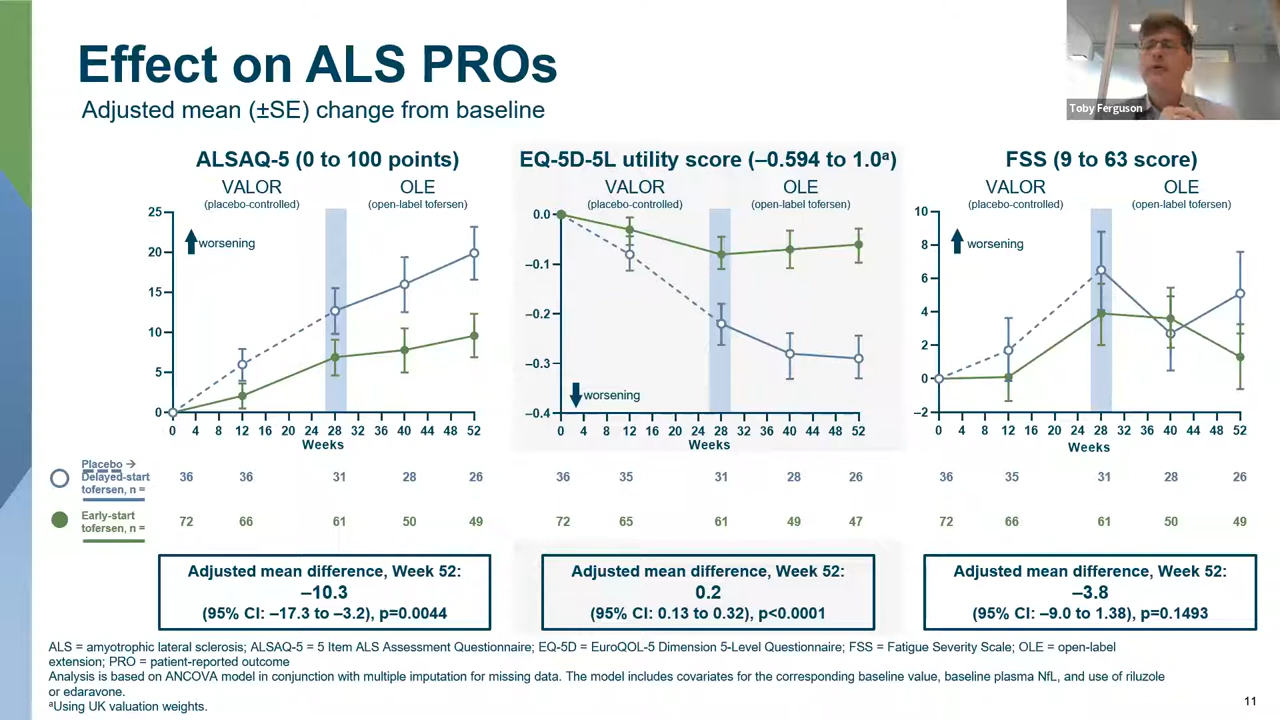 Effect on ALS PROs
Toby Ferguson
Adjusted mean (±SE) change from baseline
ALSAQ-5 (0 to 100 points)
VALOR
(placebo-controlled)
OLE
(open-label tofersen)
25
20
15
10
5
0
worsening
0 4 8 12 16 20 24 28 32 36 40 44 48 52
Weeks
EQ-5D-5L utility score (–0.594 to 1.0ª)
VALOR
(placebo-controlled)
OLE
(open-label tofersen)
0.0
–0.1
–0.2
–0.3
–0.4
worsening
0 4 8 12 16 20 24 28 32 36 40 44 48 52
Weeks
FSS (9 to 63 score)
VALOR
(placebo-controlled)
OLE
(open-label tofersen)
10
8
6
4
2
0
–2
worsening
0 4 8 12 16 20 24 28 32 36 40 44 48 52
Weeks
Placebo →
Delayed-start
tofersen, n =
36 36 31 28 26
36 35 31 28 26
36 35 31 28 26
Early-start
tofersen, n =
72 66 61 50 49
72 65 61 49 47
72 66 61 50 49
Adjusted mean difference, Week 52:
–10.3
(95% CI: –17.3 to –3.2), p=0.0044
Adjusted mean difference, Week 52:
0.2
(95% CI: 0.13 to 0.32), p<0.0001
Adjusted mean difference, Week 52:
–3.8
(95% CI: –9.0 to 1.38), p=0.1493
ALS = amyotrophic lateral sclerosis; ALSAQ-5 = 5 Item ALS Assessment Questionnaire; EQ-5D = EuroQOL-5 Dimension 5-Level Questionnaire; FSS = Fatigue Severity Scale; OLE = open-label
extension; PRO = patient-reported outcome
Analysis is based on ANCOVA model in conjunction with multiple imputation for missing data. The model includes covariates for the corresponding baseline value, baseline plasma NfL, and use of riluzole
or edaravone.
ªUsing UK valuation weights.
11